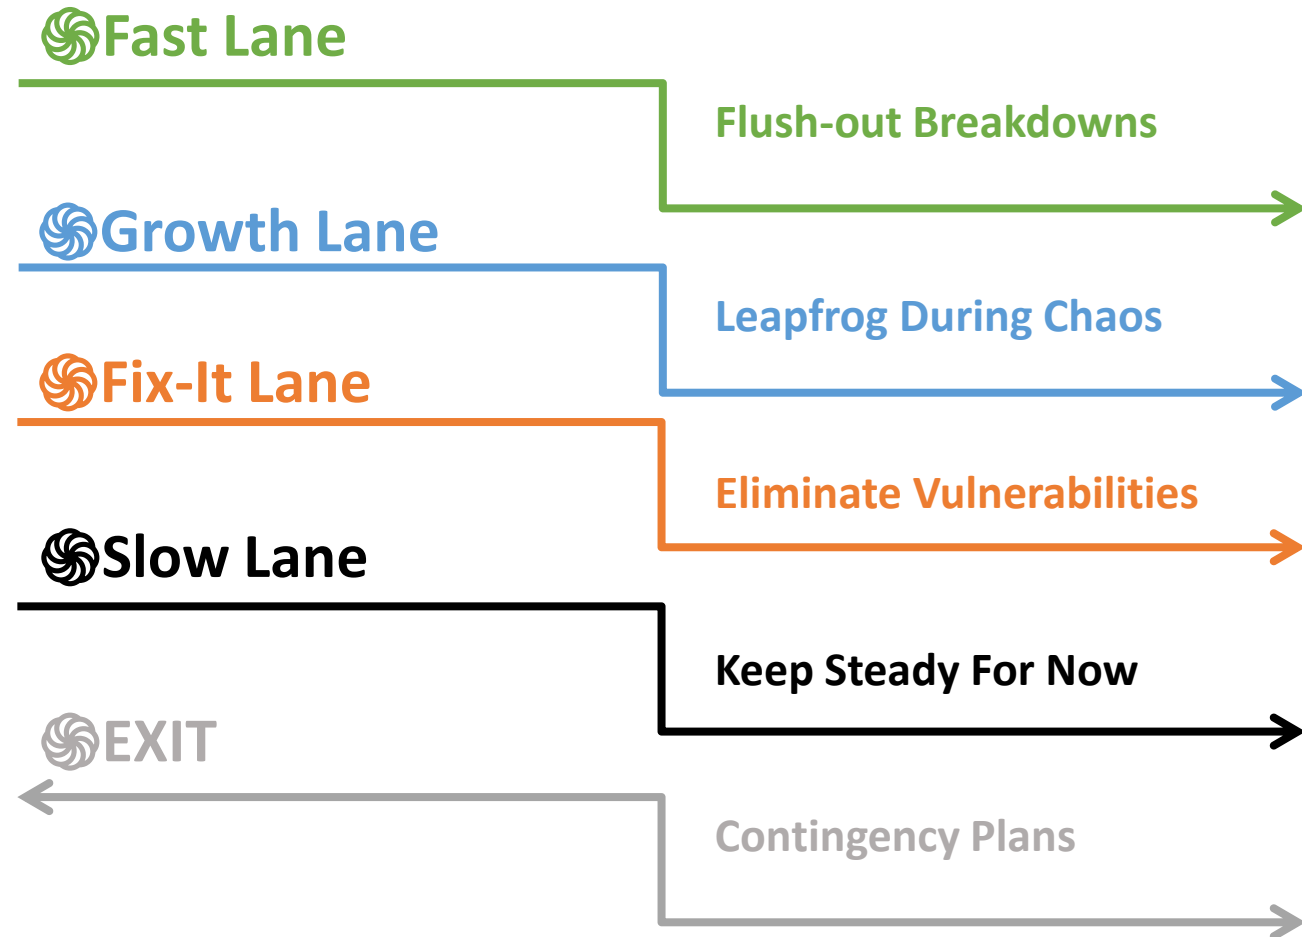 Fast Lane
Flush-out Breakdowns
Growth Lane
Leapfrog During Chaos
Fix-It Lane
Eliminate Vulnerabilities
Slow Lane
Keep Steady For Now
EXIT
Contingency Plans